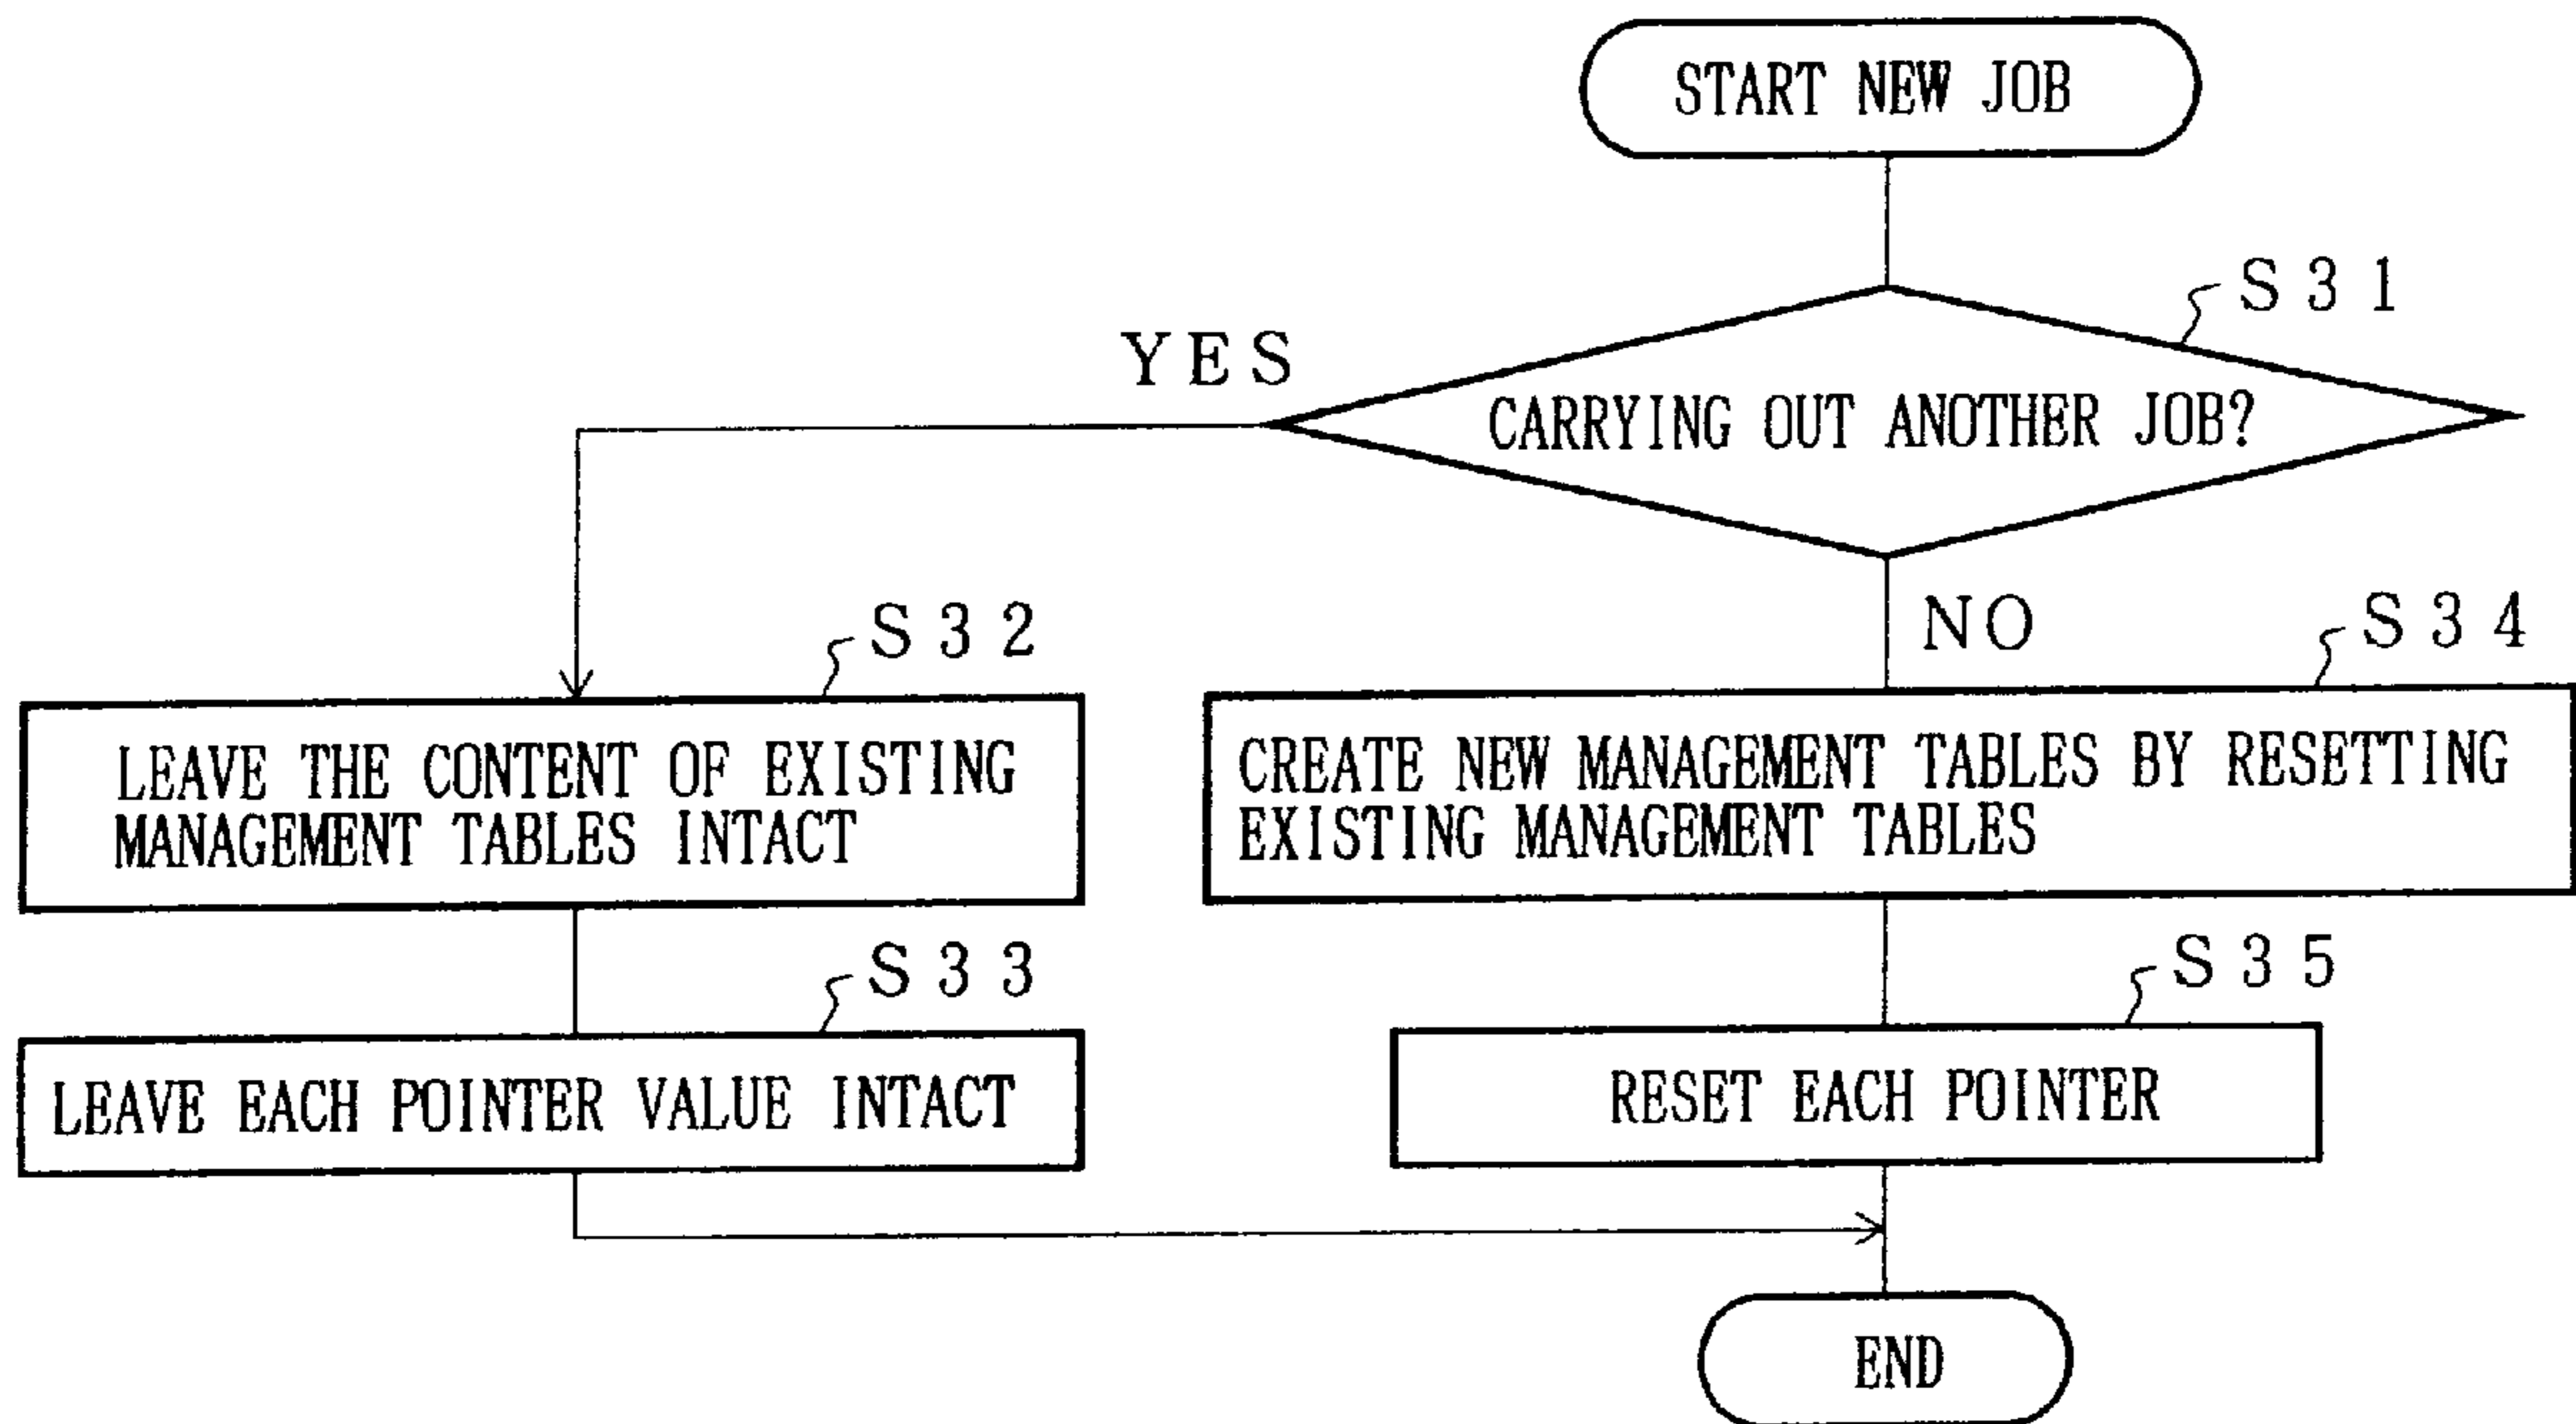 START NEW JOB
S31
YES
CARRYING OUT ANOTHER JOB?
NO
S32
LEAVE THE CONTENT OF EXISTING
MANAGEMENT TABLES INTACT
S34
CREATE NEW MANAGEMENT TABLES BY RESETTING
EXISTING MANAGEMENT TABLES
S33
LEAVE EACH POINTER VALUE INTACT
S35
RESET EACH POINTER
END